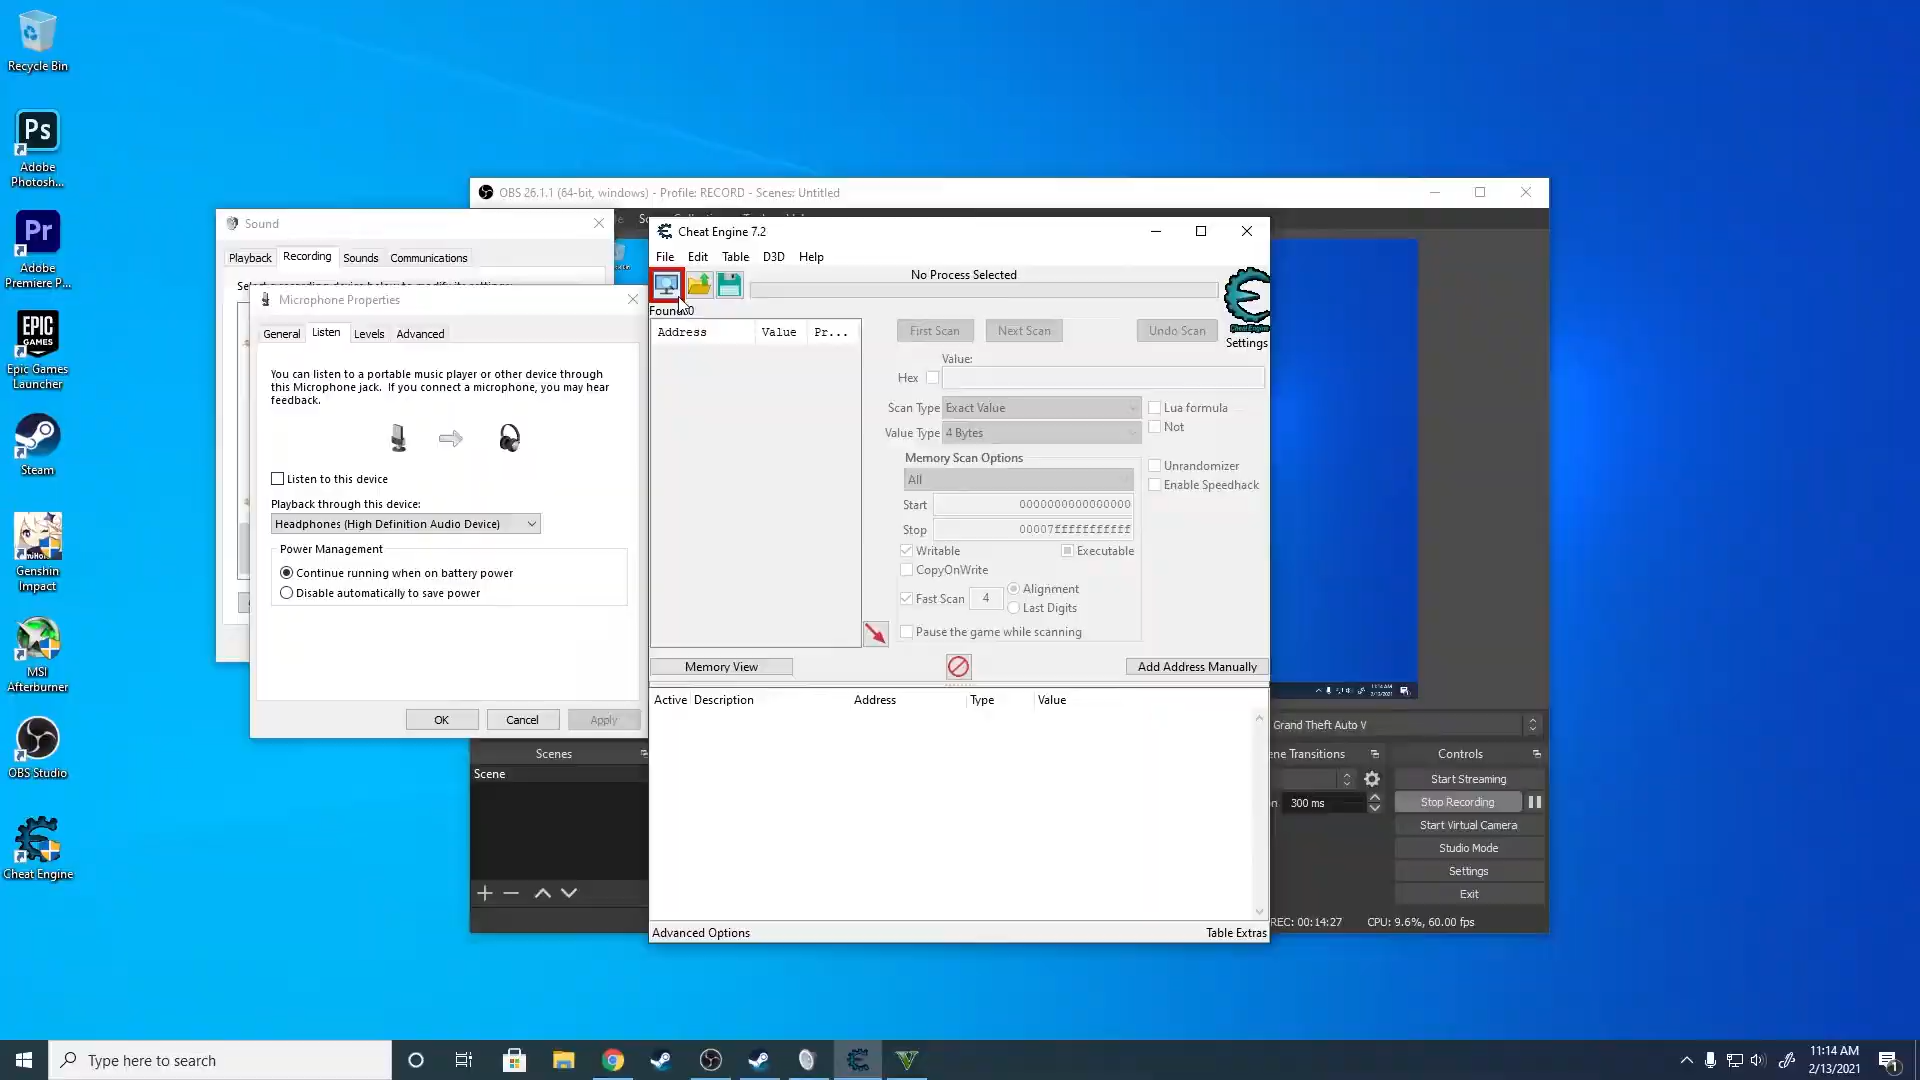 Recycle Bin
Ps
Adobe
Photosh...
Pr
Adobe
Premiere P...
EPIC
GAMES
Epic Games
Launcher
Steam
Genshin
Impact
MSI
Afterburner
OBS Studio
Cheat Engine
OBS 26.1.1 (64-bit, windows) - Profile: RECORD - Scenes: Untitled
Sound
Playback
Recording
Sounds
Communications
Microphone Properties
General
Listen
Levels
Advanced
You can listen to a portable music player or other device through
this Microphone jack. If you connect a microphone, you may hear
feedback.
Listen to this device
Playback through this device:
Headphones (High Definition Audio Device)
Power Management
Continue running when on battery power
Disable automatically to save power
OK
Cancel
Apply
Cheat Engine 7.2
File
Edit
Table
D3D
Help
No Process Selected
Settings
Address
Value
Pr...
First Scan
Next Scan
Undo Scan
Value:
Hex
Scan Type
Exact Value
Lua formula
Not
Value Type
4 Bytes
Memory Scan Options
All
Unrandomizer
Enable Speedhack
Start
0000000000000000
Stop
00007fffffffffff
Writable
Executable
CopyOnWrite
Fast Scan
4
Alignment
Last Digits
Pause the game while scanning
Memory View
Add Address Manually
Active
Description
Address
Type
Value
Advanced Options
Table Extras
Scenes
Scene
Grand Theft Auto V
ene Transitions
300 ms
Controls
Start Streaming
Stop Recording
Start Virtual Camera
Studio Mode
Settings
Exit
REC: 00:14:27
CPU: 9.6%, 60.00 fps
Type here to search
11:14 AM
2/13/2021
1